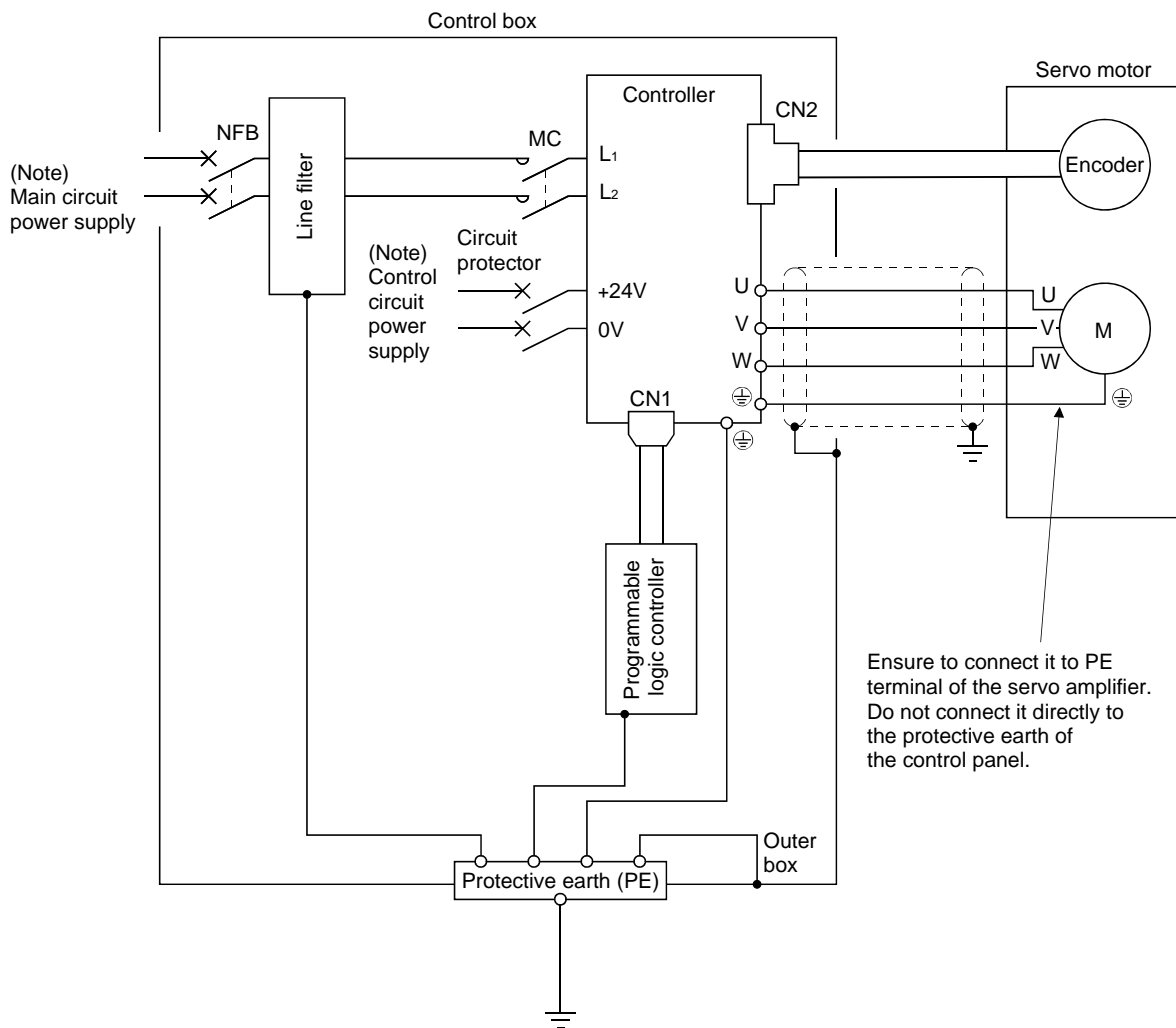 Control box
Servo motor
Controller
CN2
NFB
MC
L1
L2
Encoder
(Note)
Main circuit
power supply
Line filter
(Note)
Control
circuit
power
supply
Circuit
protector
+24V
0V
U
V
W
U
V
W
M
CN1
Programmable
logic controller
Ensure to connect it to PE
terminal of the servo amplifier.
Do not connect it directly to
the protective earth of
the control panel.
Outer
box
Protective earth (PE)